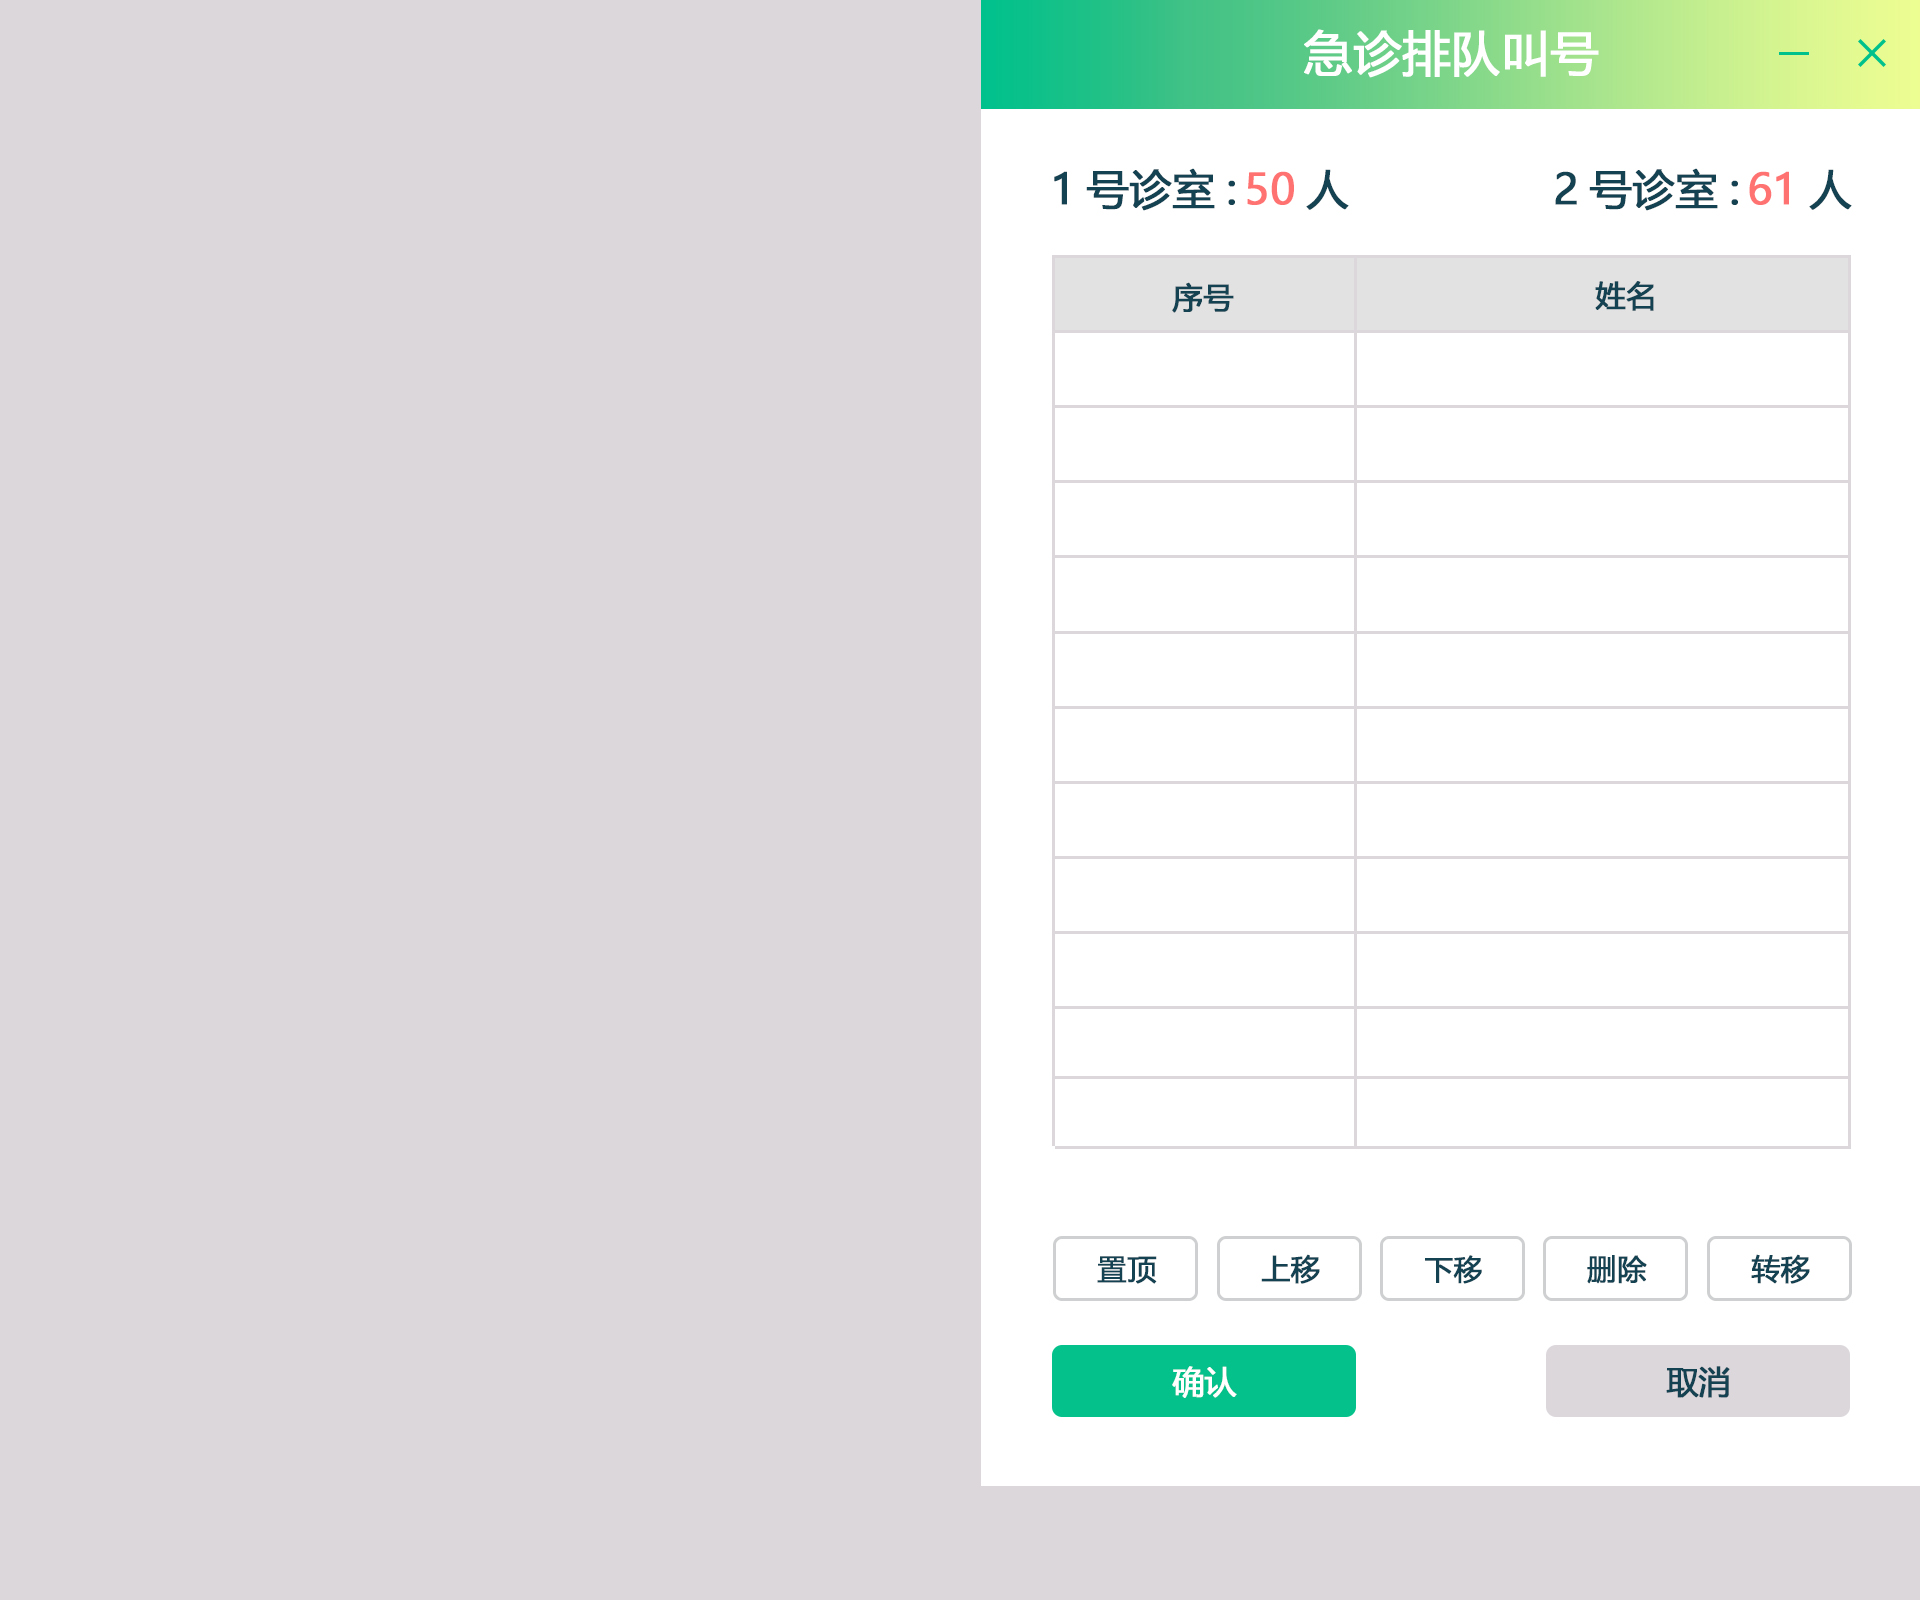 急诊排队叫号
1 号诊室 : 50 人
2 号诊室 : 61 人
序号 姓名
置顶 上移 下移 删除 转移
确认 取消